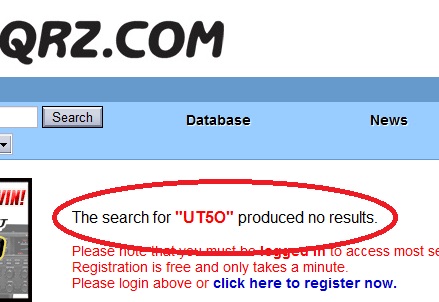 QRZ.COM
Search
Database
News
WIN!
The search for "UT5O" produced no results.
Please note that you must be logged in to access most se
Registration is free and only takes a minute.
Please login above or click here to register now.